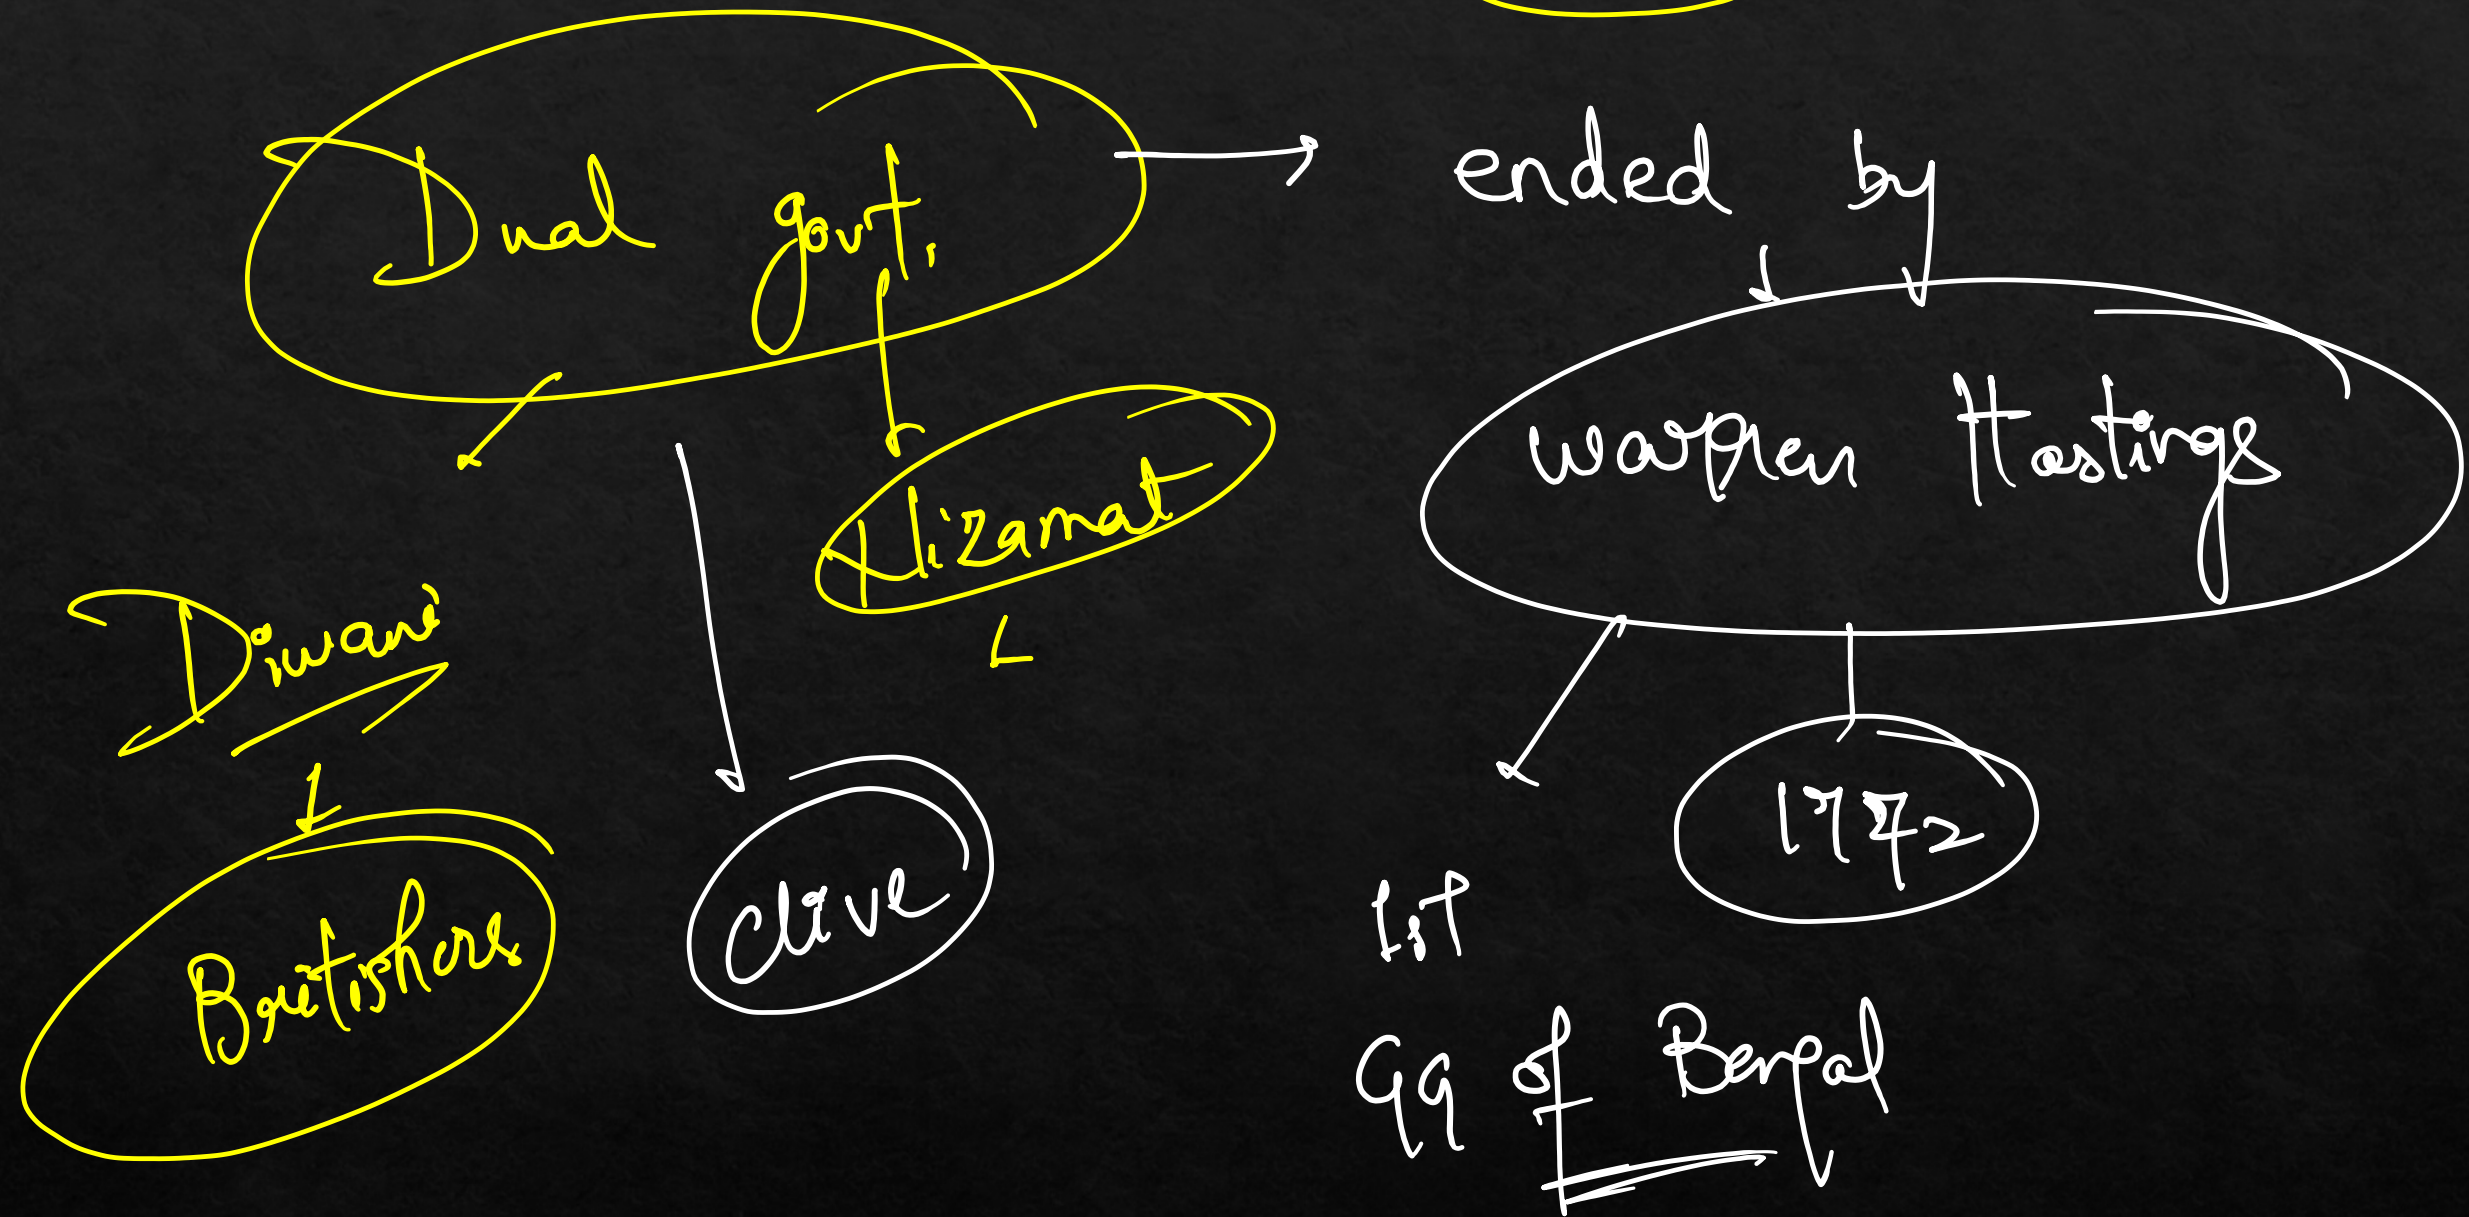 Dual govt.
ended by
Warren Hastings
Nizamat
Diwani
1772
Clive
Britishers
1st
GG of Bengal